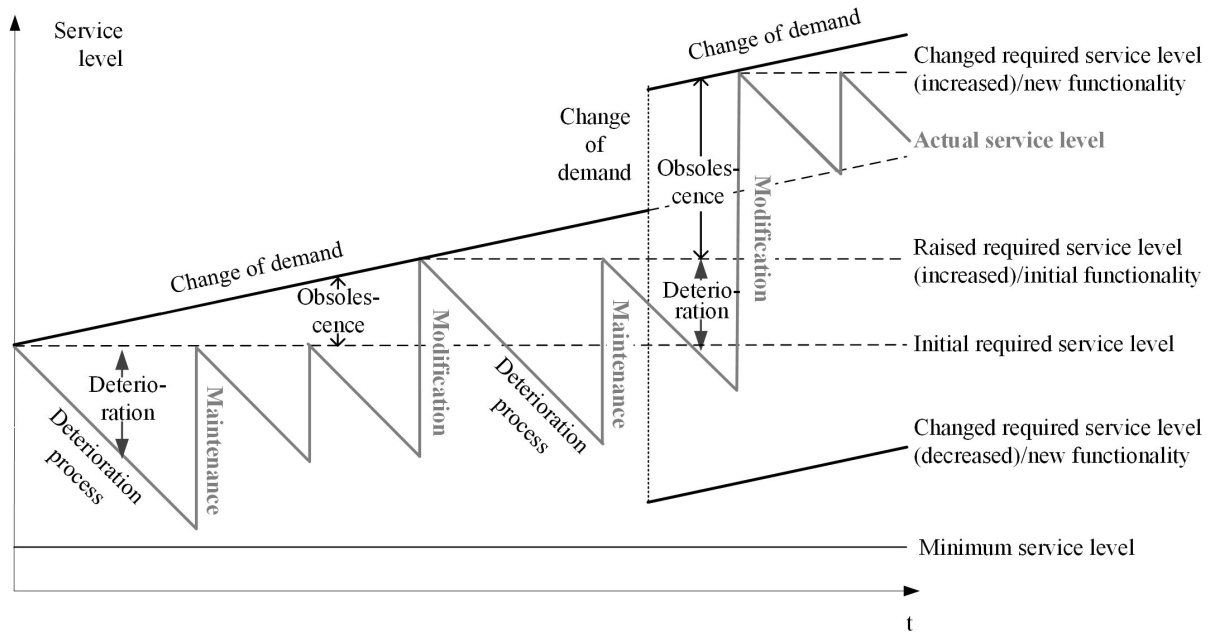 Service
level
Change of demand
Changed required service level
(increased)/new functionality
Change
of
demand
Actual service level
Obsoles-
cence
Modification
Change of demand
Raised required service level
(increased)/initial functionality
Obsoles-
cence
Deterio-
ration
Initial required service level
Deterio-
ration
Maintenance
Modification
Maintenance
Deterioration
process
Deterioration
process
Changed required service level
(decreased)/new functionality
Minimum service level
t